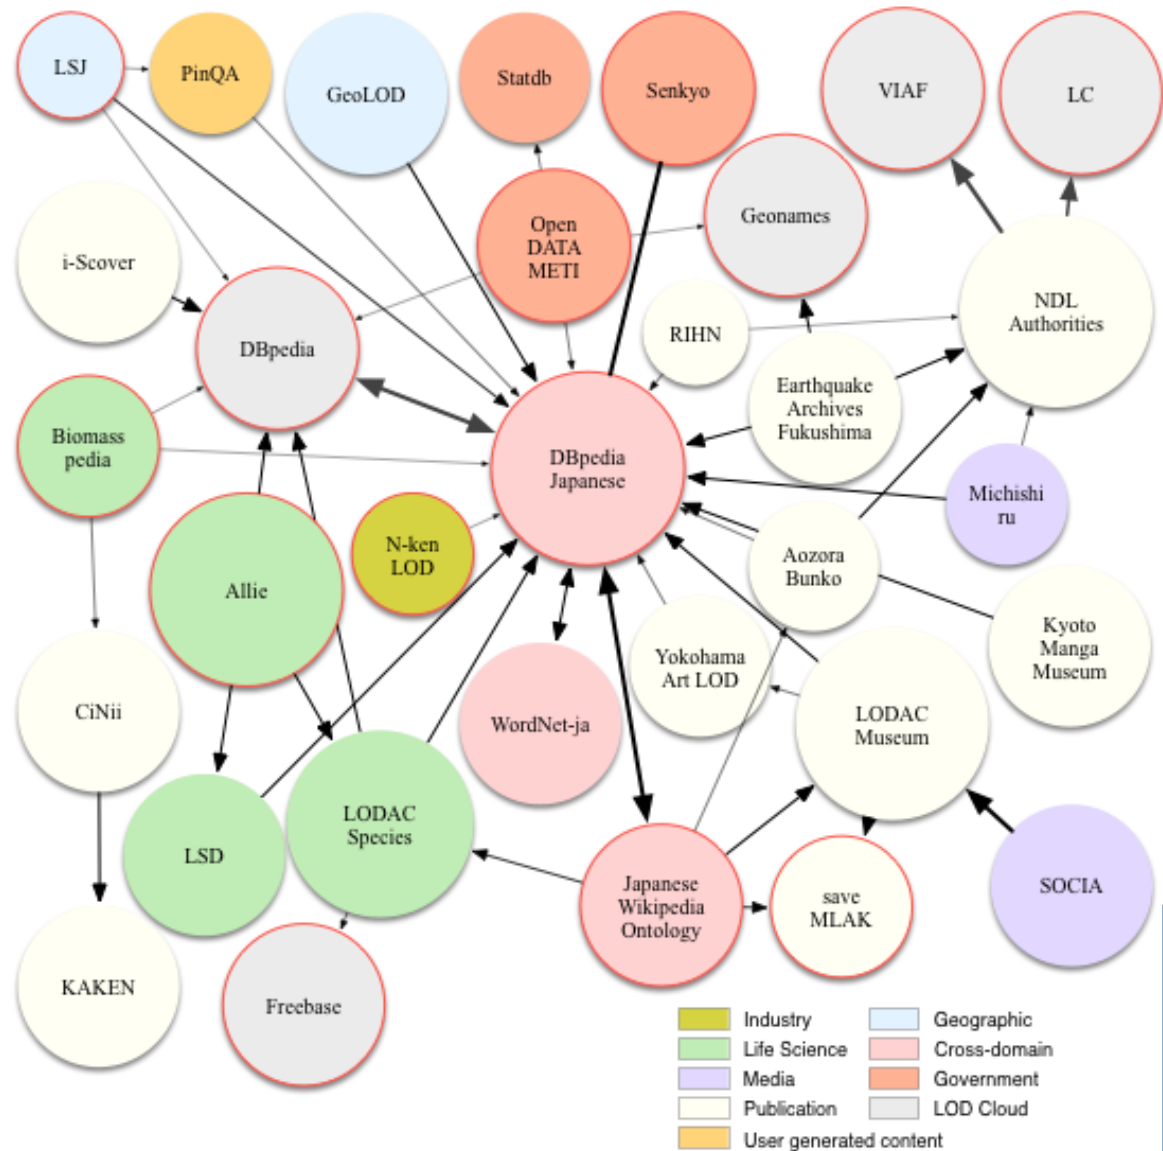 LSJ
PinQA
GeoLOD
Statdb
Senkyo
VIAF
LC
i-Scover
Open
DATA
METI
Geonames
NDL
Authorities
DBpedia
RIHN
Earthquake
Archives
Fukushima
Biomass
pedia
DBpedia
Japanese
Michishi
ru
N-ken
LOD
Aozora
Bunko
Allie
Kyoto
Manga
Museum
Yokohama
Art LOD
CiNii
WordNet-ja
LODAC
Museum
LSD
LODAC
Species
Japanese
Wikipedia
Ontology
save
MLAK
SOCIA
KAKEN
Freebase
Industry
Geographic
Life Science
Cross-domain
Media
Government
Publication
LOD Cloud
User generated content